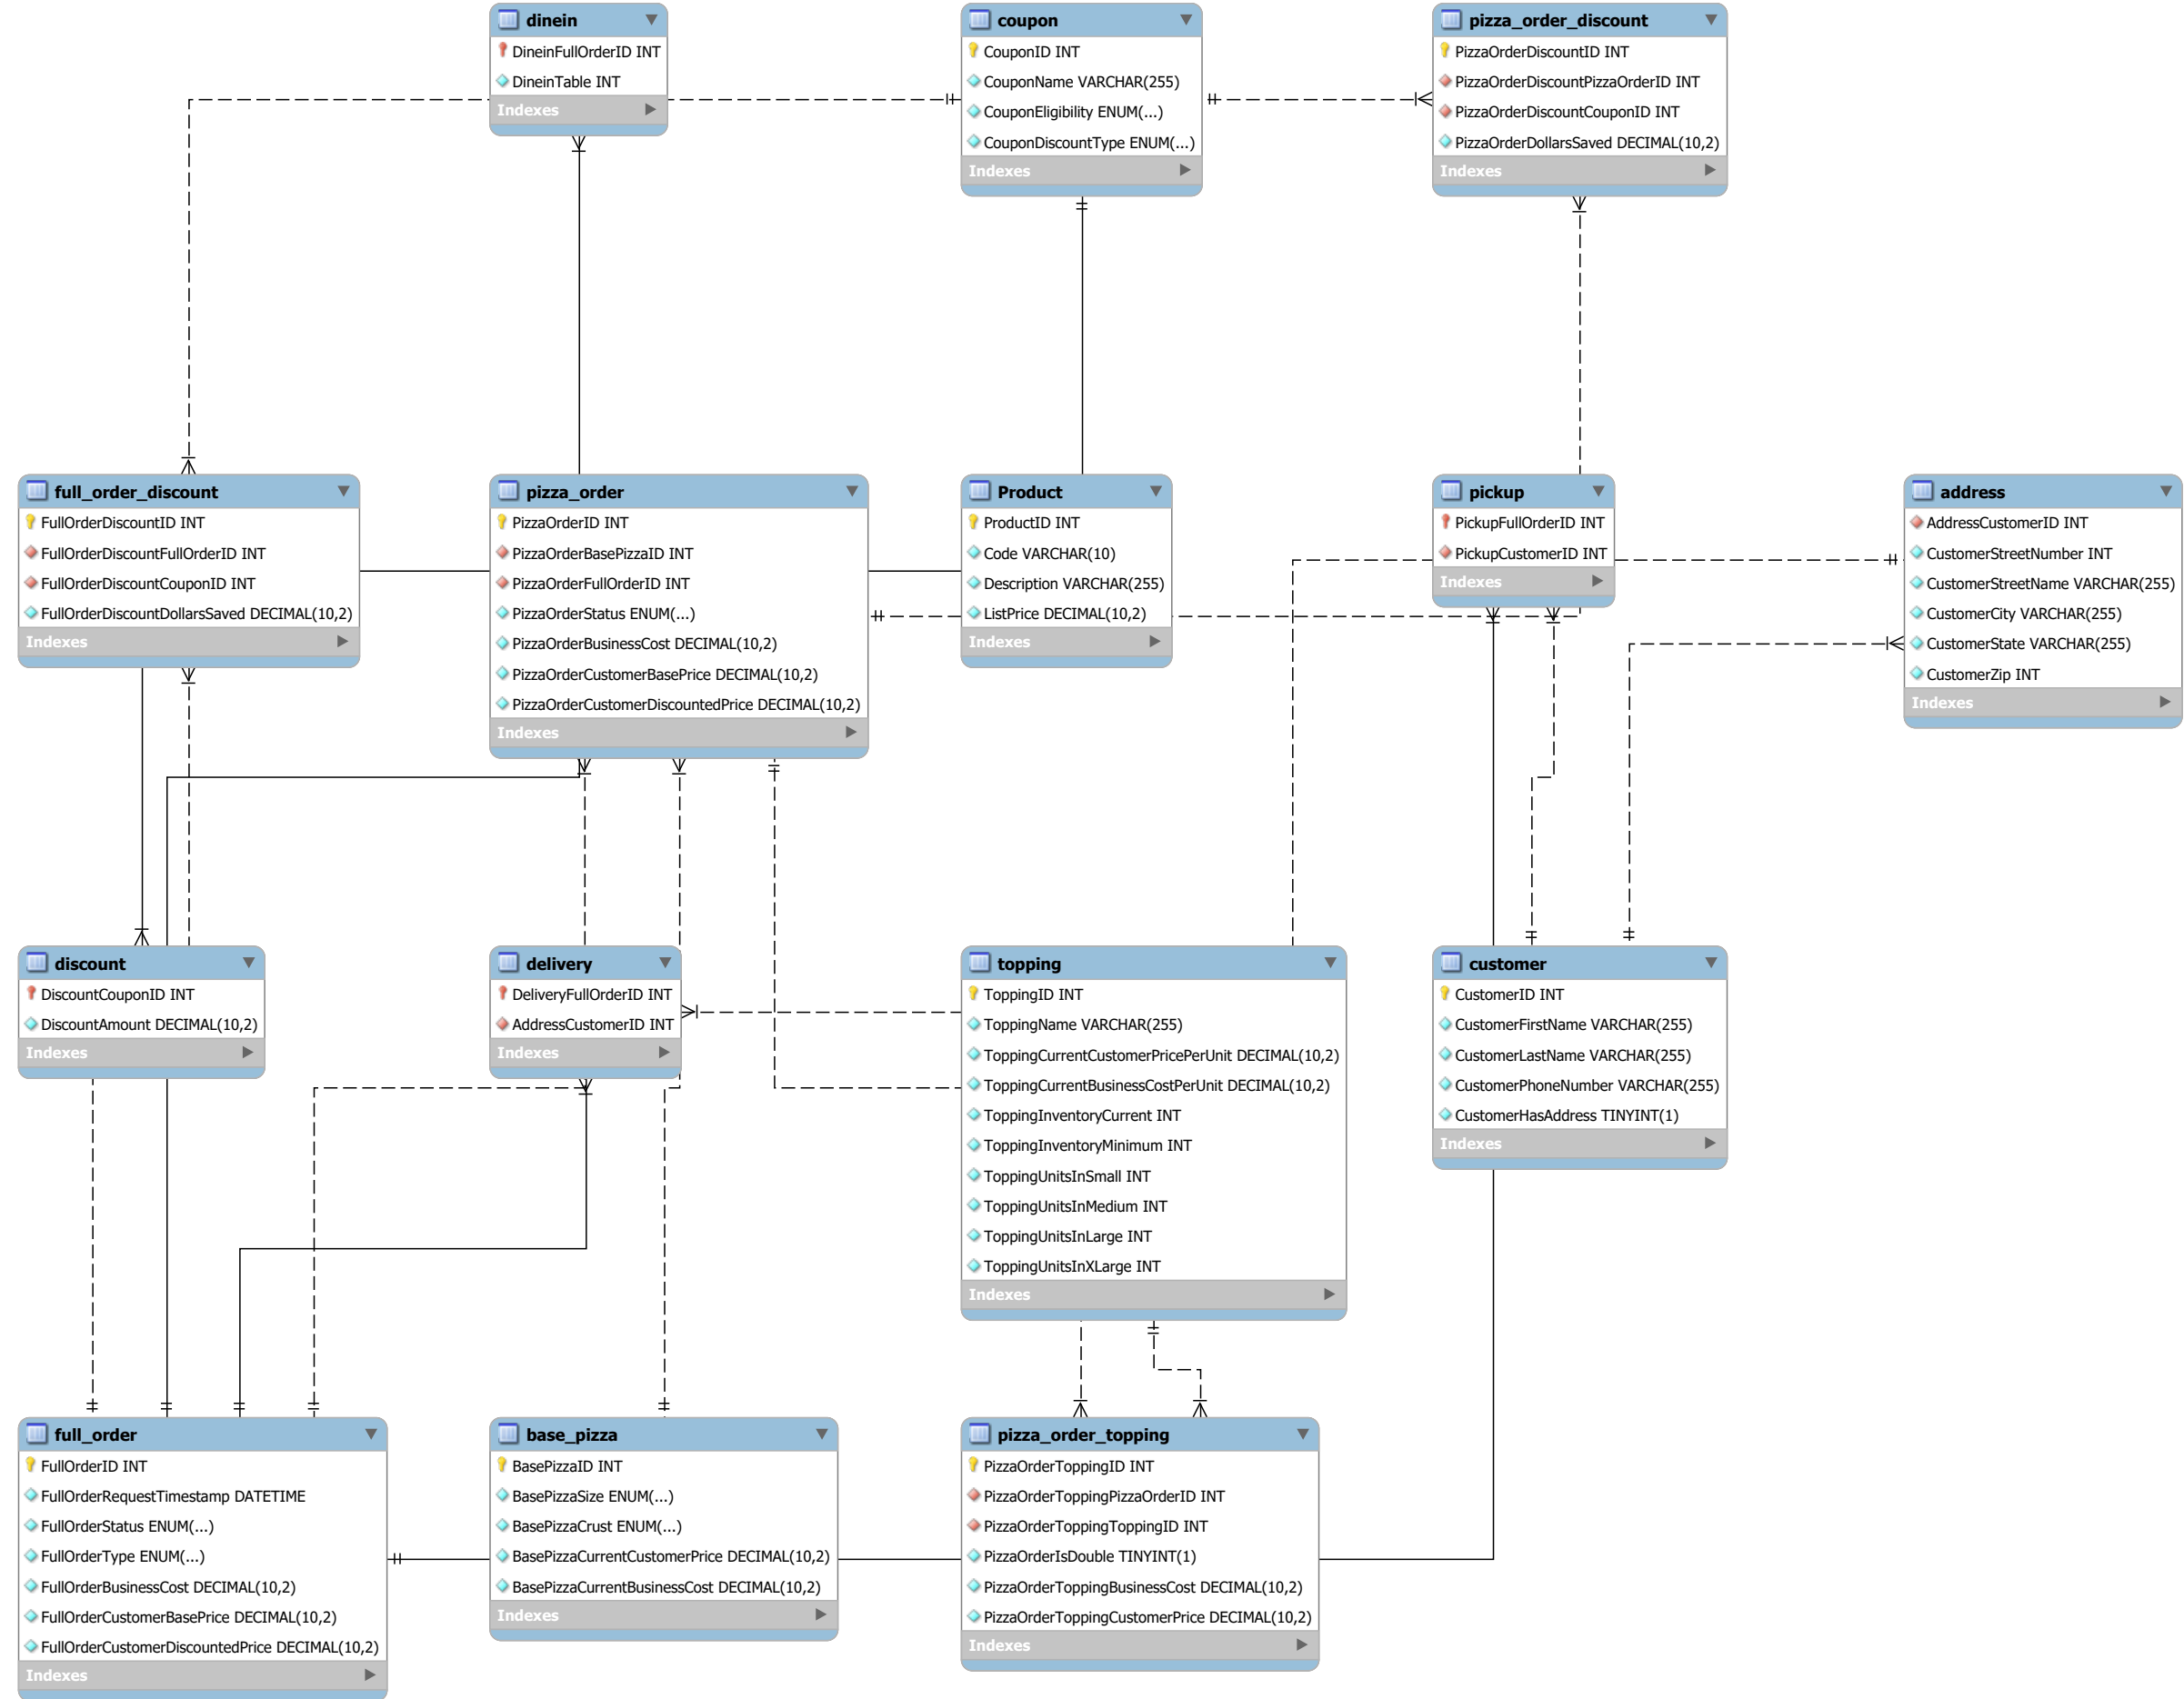 dinein
DineinFullOrderID INT
DineinTable INT
Indexes
coupon
CouponID INT
CouponName VARCHAR(255)
CouponEligibility ENUM(...)
CouponDiscountType ENUM(...)
Indexes
pizza_order_discount
PizzaOrderDiscountID INT
PizzaOrderDiscountPizzaOrderID INT
PizzaOrderDiscountCouponID INT
PizzaOrderDollarsSaved DECIMAL(10,2)
Indexes
full_order_discount
FullOrderDiscountID INT
FullOrderDiscountFullOrderID INT
FullOrderDiscountCouponID INT
FullOrderDiscountDollarsSaved DECIMAL(10,2)
Indexes
pizza_order
PizzaOrderID INT
PizzaOrderBasePizzaID INT
PizzaOrderFullOrderID INT
PizzaOrderStatus ENUM(...)
PizzaOrderBusinessCost DECIMAL(10,2)
PizzaOrderCustomerBasePrice DECIMAL(10,2)
PizzaOrderCustomerDiscountedPrice DECIMAL(10,2)
Indexes
Product
ProductID INT
Code VARCHAR(10)
Description VARCHAR(255)
ListPrice DECIMAL(10,2)
Indexes
pickup
PickupFullOrderID INT
PickupCustomerID INT
Indexes
address
AddressCustomerID INT
CustomerStreetNumber INT
CustomerStreetName VARCHAR(255)
CustomerCity VARCHAR(255)
CustomerState VARCHAR(255)
CustomerZip INT
Indexes
discount
DiscountCouponID INT
DiscountAmount DECIMAL(10,2)
Indexes
delivery
DeliveryFullOrderID INT
AddressCustomerID INT
Indexes
topping
ToppingID INT
ToppingName VARCHAR(255)
ToppingCurrentCustomerPricePerUnit DECIMAL(10,2)
ToppingCurrentBusinessCostPerUnit DECIMAL(10,2)
ToppingInventoryCurrent INT
ToppingInventoryMinimum INT
ToppingUnitsInSmall INT
ToppingUnitsInMedium INT
ToppingUnitsInLarge INT
ToppingUnitsInXLarge INT
Indexes
customer
CustomerID INT
CustomerFirstName VARCHAR(255)
CustomerLastName VARCHAR(255)
CustomerPhoneNumber VARCHAR(255)
CustomerHasAddress TINYINT(1)
Indexes
full_order
FullOrderID INT
FullOrderRequestTimestamp DATETIME
FullOrderStatus ENUM(...)
FullOrderType ENUM(...)
FullOrderBusinessCost DECIMAL(10,2)
FullOrderCustomerBasePrice DECIMAL(10,2)
FullOrderCustomerDiscountedPrice DECIMAL(10,2)
Indexes
base_pizza
BasePizzaID INT
BasePizzaSize ENUM(...)
BasePizzaCrust ENUM(...)
BasePizzaCurrentCustomerPrice DECIMAL(10,2)
BasePizzaCurrentBusinessCost DECIMAL(10,2)
Indexes
pizza_order_topping
PizzaOrderToppingID INT
PizzaOrderToppingPizzaOrderID INT
PizzaOrderToppingToppingID INT
PizzaOrderIsDouble TINYINT(1)
PizzaOrderToppingBusinessCost DECIMAL(10,2)
PizzaOrderToppingCustomerPrice DECIMAL(10,2)
Indexes